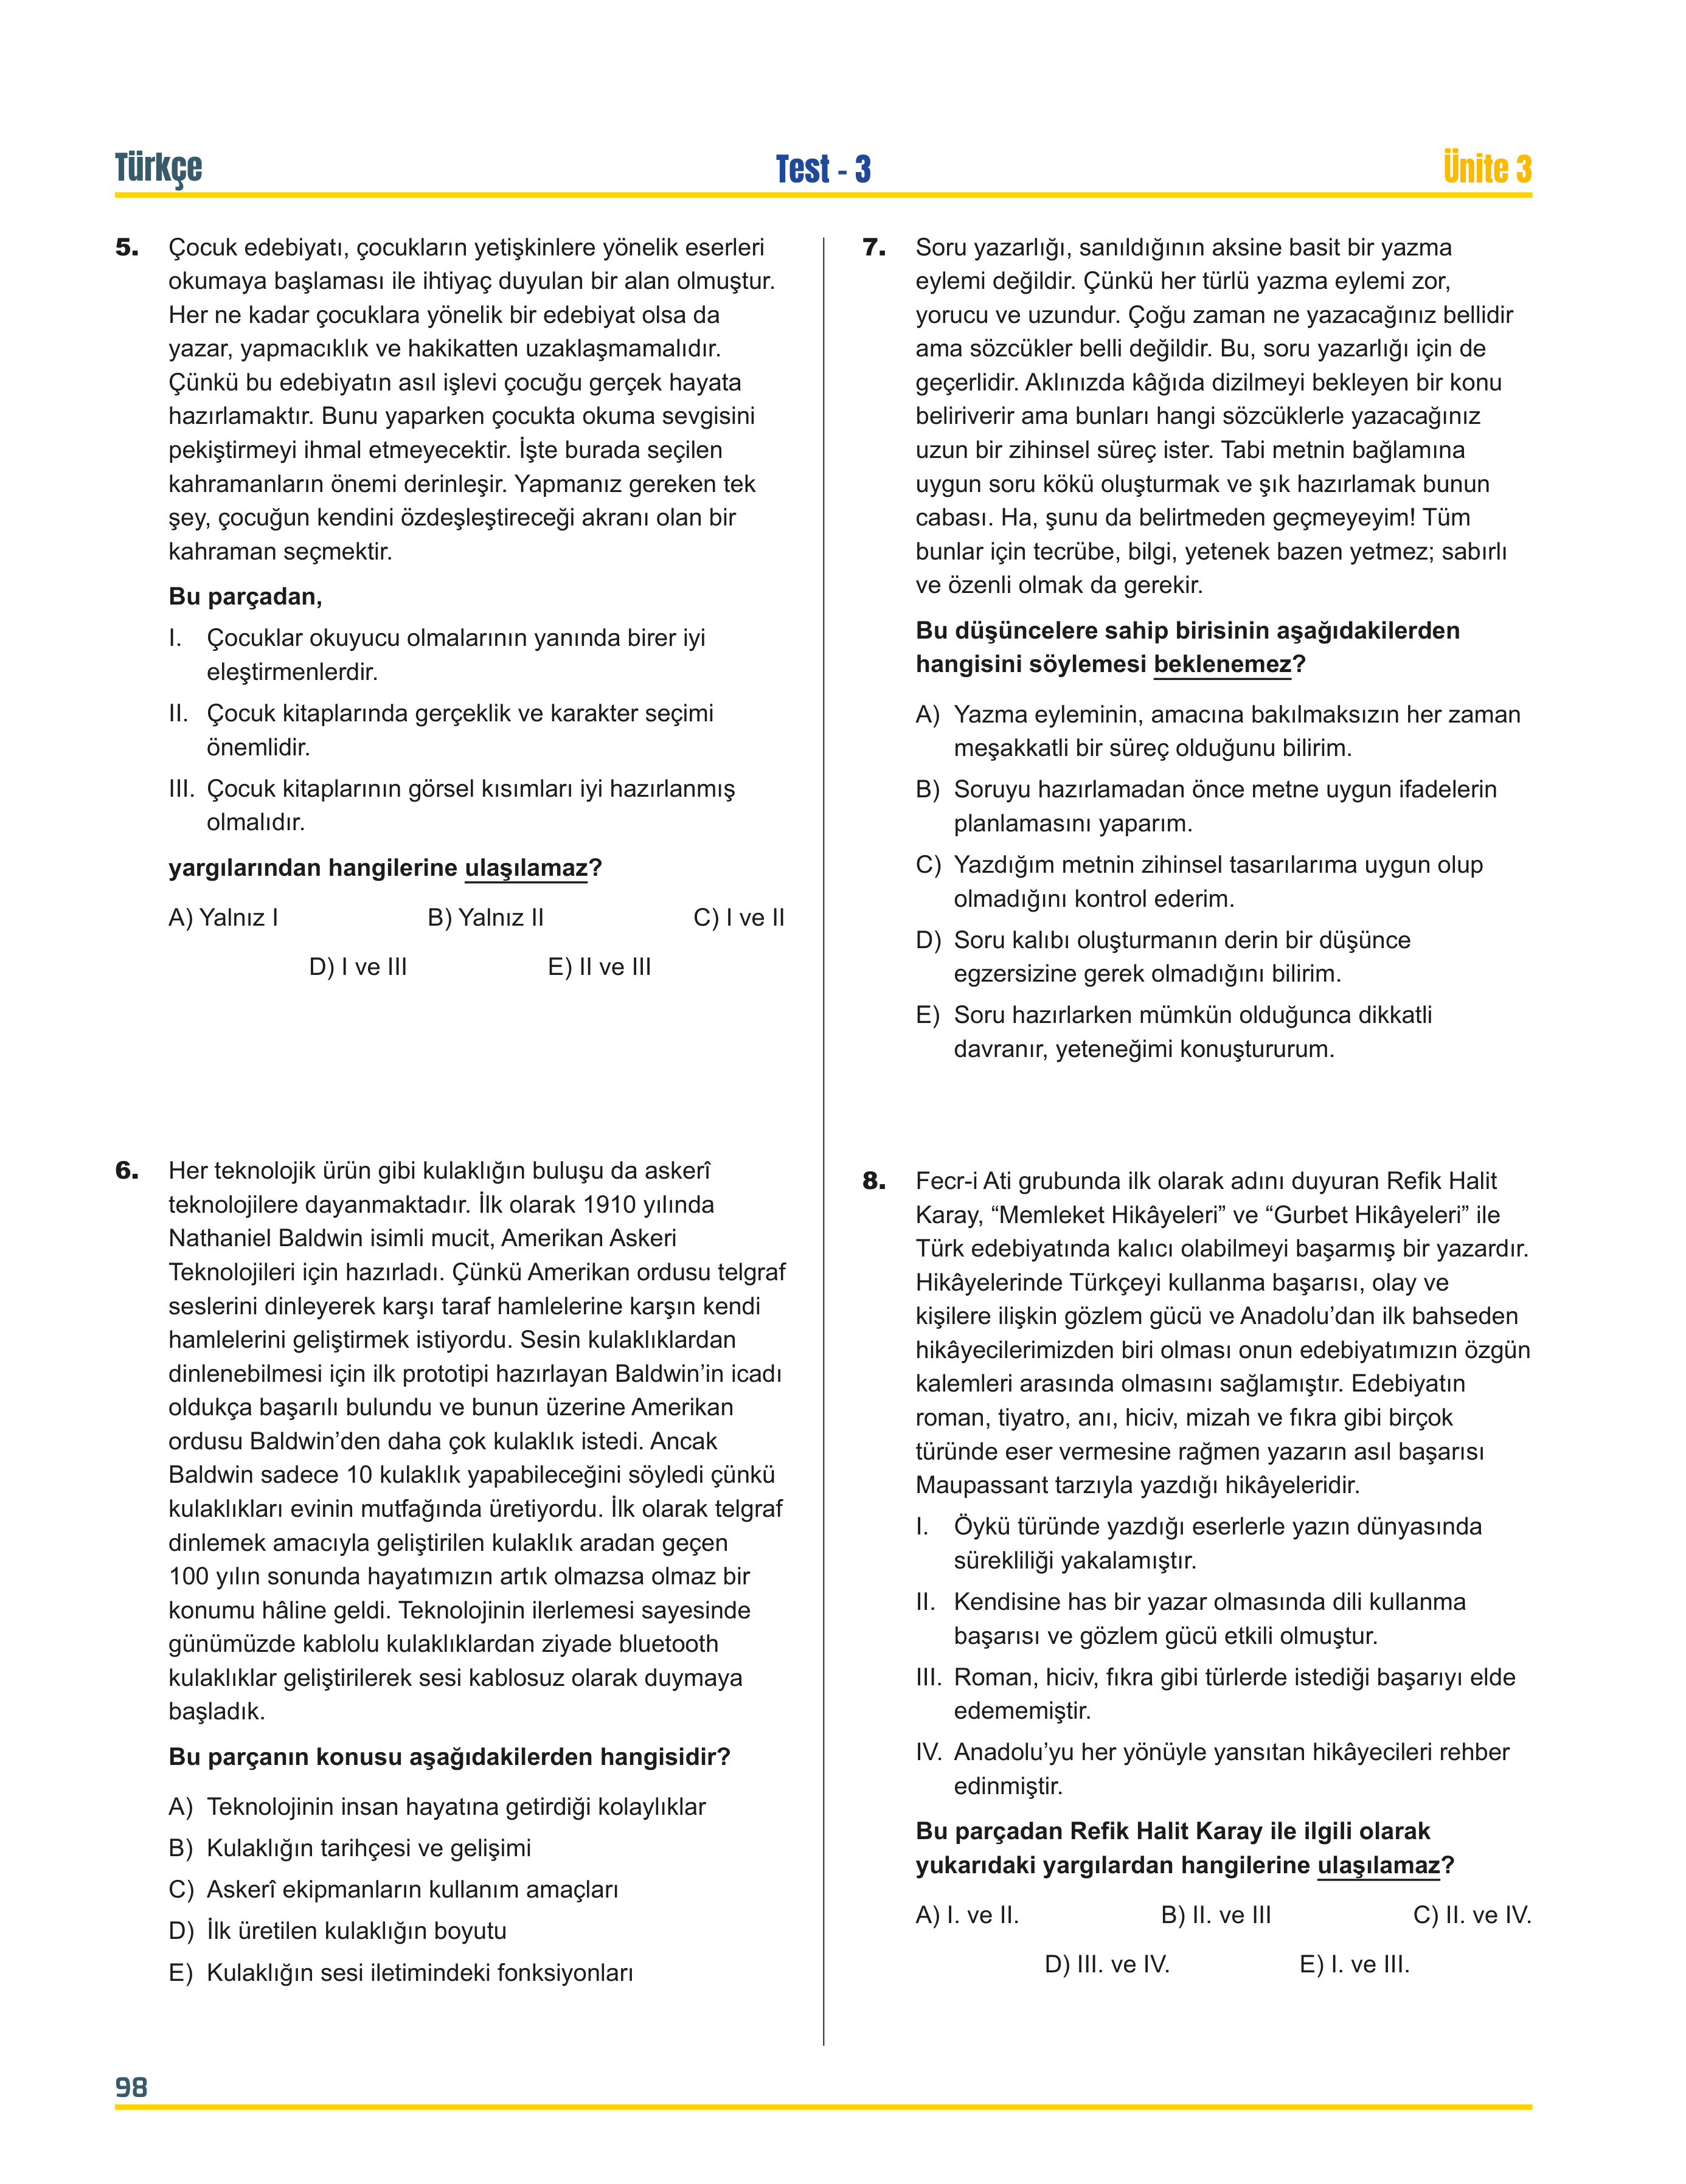 Türkçe
Test - 3
Ünite 3
5. Çocuk edebiyatı, çocukların yetişkinlere yönelik eserleri
okumaya başlaması ile ihtiyaç duyulan bir alan olmuştur.
Her ne kadar çocuklara yönelik bir edebiyat olsa da
yazar, yapmacıklık ve hakikatten uzaklaşmamalıdır.
Çünkü bu edebiyatın asıl işlevi çocuğu gerçek hayata
hazırlamaktır. Bunu yaparken çocukta okuma sevgisini
pekiştirmeyi ihmal etmeyecektir. İşte burada seçilen
kahramanların önemi derinleşir. Yapmanız gereken tek
şey, çocuğun kendini özdeşleştireceği akranı olan bir
kahraman seçmektir.
Bu parçadan,
I. Çocuklar okuyucu olmalarının yanında birer iyi
eleştirmenlerdir.
II. Çocuk kitaplarında gerçeklik ve karakter seçimi
önemlidir.
III. Çocuk kitaplarının görsel kısımları iyi hazırlanmış
olmalıdır.
yargılarından hangilerine ulaşılamaz?
A) Yalnız I B) Yalnız II C) I ve II
D) I ve III E) II ve III
6. Her teknolojik ürün gibi kulaklığın buluşu da askerî
teknolojilere dayanmaktadır. İlk olarak 1910 yılında
Nathaniel Baldwin isimli mucit, Amerikan Askeri
Teknolojileri için hazırladı. Çünkü Amerikan ordusu telgraf
seslerini dinleyerek karşı taraf hamlelerine karşın kendi
hamlelerini geliştirmek istiyordu. Sesin kulaklıklardan
dinlenebilmesi için ilk prototipi hazırlayan Baldwin’in icadı
oldukça başarılı bulundu ve bunun üzerine Amerikan
ordusu Baldwin’den daha çok kulaklık istedi. Ancak
Baldwin sadece 10 kulaklık yapabileceğini söyledi çünkü
kulaklıkları evinin mutfağında üretiyordu. İlk olarak telgraf
dinlemek amacıyla geliştirilen kulaklık aradan geçen
100 yılın sonunda hayatımızın artık olmazsa olmaz bir
konumu hâline geldi. Teknolojinin ilerlemesi sayesinde
günümüzde kablolu kulaklıklardan ziyade bluetooth
kulaklıklar geliştirilerek sesi kablosuz olarak duymaya
başladık.
Bu parçanın konusu aşağıdakilerden hangisidir?
A) Teknolojinin insan hayatına getirdiği kolaylıklar
B) Kulaklığın tarihçesi ve gelişimi
C) Askerî ekipmanların kullanım amaçları
D) İlk üretilen kulaklığın boyutu
E) Kulaklığın sesi iletimindeki fonksiyonları
7. Soru yazarlığı, sanıldığının aksine basit bir yazma
eylemi değildir. Çünkü her türlü yazma eylemi zor,
yorucu ve uzundur. Çoğu zaman ne yazacağınız bellidir
ama sözcükler belli değildir. Bu, soru yazarlığı için de
geçerlidir. Aklınızda kâğıda dizilmeyi bekleyen bir konu
beliriverir ama bunları hangi sözcüklerle yazacağınız
uzun bir zihinsel süreç ister. Tabi metnin bağlamına
uygun soru kökü oluşturmak ve şık hazırlamak bunun
cabası. Ha, şunu da belirtmeden geçmeyeyim! Tüm
bunlar için tecrübe, bilgi, yetenek bazen yetmez; sabırlı
ve özenli olmak da gerekir.
Bu düşüncelere sahip birisinin aşağıdakilerden
hangisini söylemesi beklenemez?
A) Yazma eyleminin, amacına bakılmaksızın her zaman
meşakkatli bir süreç olduğunu bilirim.
B) Soruyu hazırlamadan önce metne uygun ifadelerin
planlamasını yaparım.
C) Yazdığım metnin zihinsel tasarılarıma uygun olup
olmadığını kontrol ederim.
D) Soru kalıbı oluşturmanın derin bir düşünce
egzersizine gerek olmadığını bilirim.
E) Soru hazırlarken mümkün olduğunca dikkatli
davranır, yeteneğimi konuştururum.
8. Fecr-i Ati grubunda ilk olarak adını duyuran Refik Halit
Karay, “Memleket Hikâyeleri” ve “Gurbet Hikâyeleri” ile
Türk edebiyatında kalıcı olabilmeyi başarmış bir yazardır.
Hikâyelerinde Türkçeyi kullanma başarısı, olay ve
kişilere ilişkin gözlem gücü ve Anadolu’dan ilk bahseden
hikâyecilerimizden biri olması onun edebiyatımızın özgün
kalemleri arasında olmasını sağlamıştır. Edebiyatın
roman, tiyatro, anı, hiciv, mizah ve fıkra gibi birçok
türünde eser vermesine rağmen yazarın asıl başarısı
Maupassant tarzıyla yazdığı hikâyeleridir.
I. Öykü türünde yazdığı eserlerle yazın dünyasında
sürekliliği yakalamıştır.
II. Kendisine has bir yazar olmasında dili kullanma
başarısı ve gözlem gücü etkili olmuştur.
III. Roman, hiciv, fıkra gibi türlerde istediği başarıyı elde
edememiştir.
IV. Anadolu’yu her yönüyle yansıtan hikâyecileri rehber
edinmiştir.
Bu parçadan Refik Halit Karay ile ilgili olarak
yukarıdaki yargılardan hangilerine ulaşılamaz?
A) I. ve II. B) II. ve III C) II. ve IV.
D) III. ve IV. E) I. ve III.
98